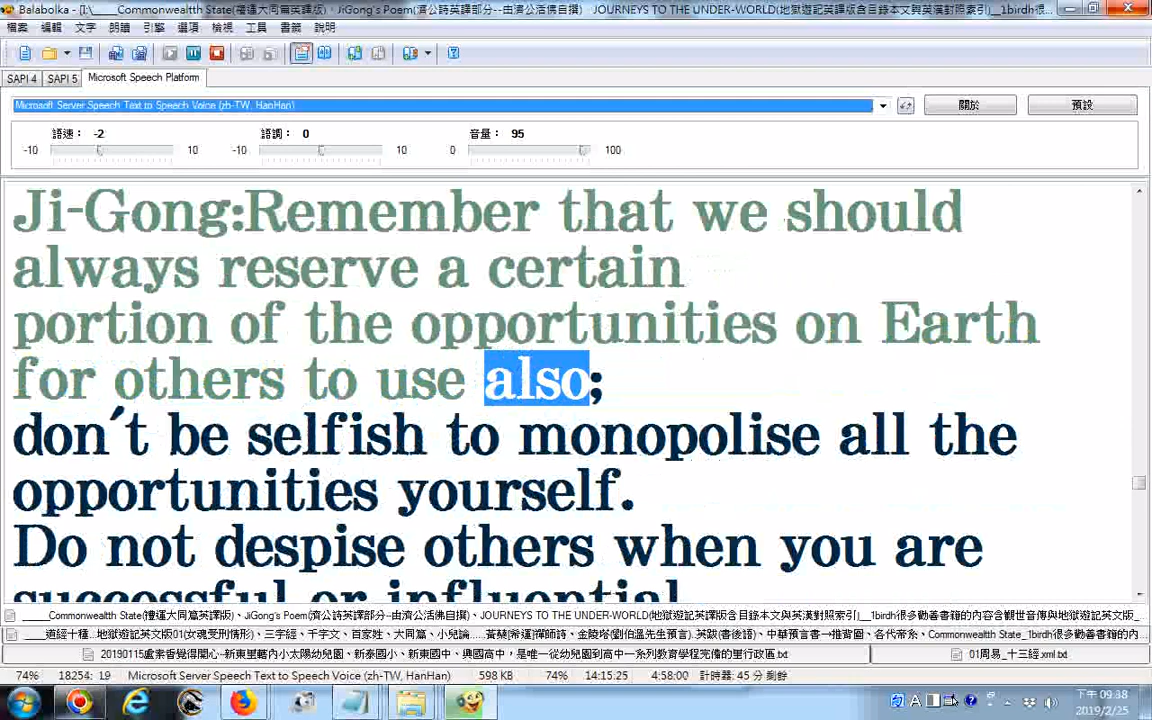 Balabolka - [I:\_____Commonwealth State(禮運大同篇英譯版)、JiGong's Poem(濟公詩英譯部分--由濟公活佛自撰)、JOURNEYS TO THE UNDER-WORLD(地獄遊記英譯版含目錄本文與英漢對照索引)__1birdh很...
檔案 編輯 文字 朗讀 引擎 選項 檢視 工具 書籤 說明
SAPI 4 SAPI 5 Microsoft Speech Platform
Microsoft Server Speech Text to Speech Voice (zh-TW, HanHan) 關於 預設
語速： -2 語調： 0 音量： 95
-10 10 -10 10 0 100
Ji-Gong:Remember that we should
always reserve a certain
portion of the opportunities on Earth
for others to use also;
don't be selfish to monopolise all the
opportunities yourself.
Do not despise others when you are
successful or influential
____Commonwealth State(禮運大同篇英譯版)、JiGong's Poem(濟公詩英譯部分--由濟公活佛自撰)、JOURNEYS TO THE UNDER-WORLD(地獄遊記英譯版含目錄本文與英漢對照索引)__1birdh很多勸善書籍的內容含觀世音傳與地獄遊記英文版_
道經十種...地獄遊記英文版01(女魂受刑情形)、三字經、千字文、百家姓、大同篇、小兒論......黃蘗[希運]禪師詩、金陵塔(劉伯溫先生預言).英跋(書後語)、中華預言書一推背圖、各代帝系、Commonwealth State_1birdh很多勸善書籍的內...
20190115盧素皆覺得開心--新東里轄內小太陽幼兒園、新泰國小、新東國中、興國高中，是唯一從幼兒園到高中一系列教育學程完備的里行政區.txt 01周易_十三經.xml.txt
74% 18254: 19 Microsoft Server Speech Text to Speech Voice (zh-TW, HanHan) 598 KB 74% 14:15:25 4:58:00 計時器: 45 分 剩餘
下午 09:38
2019/2/25